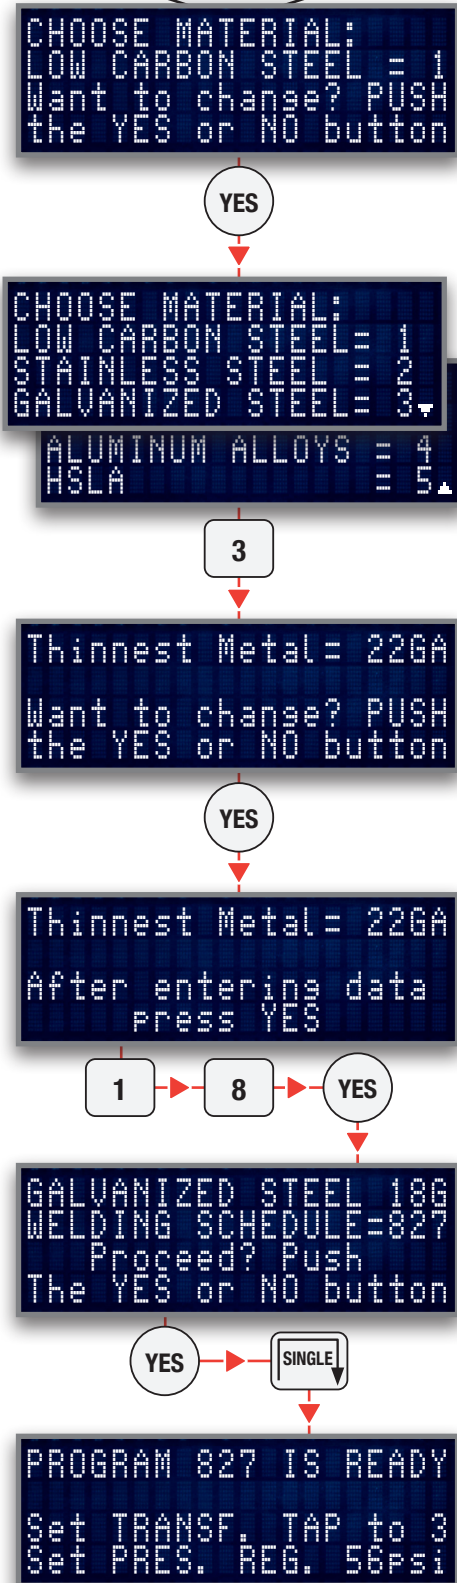 CHOOSE MATERIAL:
LOW CARBON STEEL = 1
Want to change? PUSH
the YES or NO button
YES
CHOOSE MATERIAL:
LOW CARBON STEEL= 1
STAINLESS STEEL = 2
GALVANIZED STEEL= 3
ALUMINUM ALLOYS = 4
HSLA = 5
3
Thinnest Metal= 22GA
Want to change? PUSH
the YES or NO button
YES
Thinnest Metal= 22GA
After entering data
press YES
1 8 YES
GALVANIZED STEEL 18G
WELDING SCHEDULE=827
Proceed? Push
The YES or NO button
YES SINGLE
PROGRAM 827 IS READY
Set TRANSF. TAP to 3
Set PRES. REG. 56psi